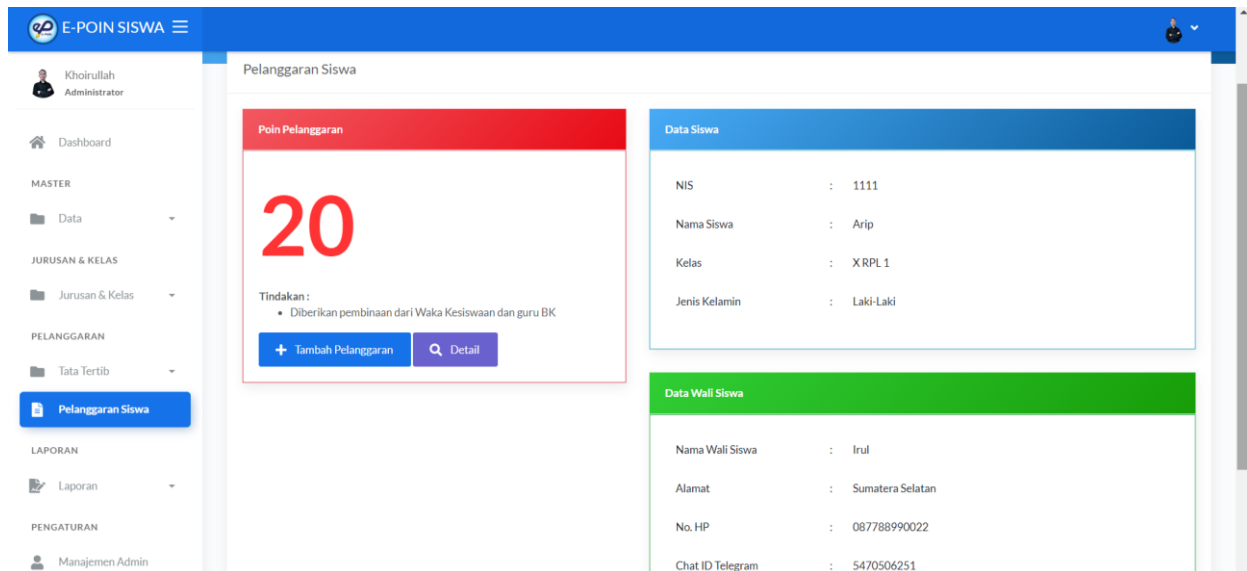 E-POIN SISWA
Khoirullah
Administrator
Dashboard
MASTER
Data
JURUSAN & KELAS
Jurusan & Kelas
PELANGGARAN
Tata Tertib
Pelanggaran Siswa
LAPORAN
Laporan
PENGATURAN
Manajemen Admin
Pelanggaran Siswa
Poin Pelanggaran
20
Tindakan :
• Diberikan pembinaan dari Waka Kesiswaan dan guru BK
+ Tambah Pelanggaran
Detail
Data Siswa
NIS : 1111
Nama Siswa : Arip
Kelas : X RPL 1
Jenis Kelamin : Laki-Laki
Data Wali Siswa
Nama Wali Siswa : Irul
Alamat : Sumatera Selatan
No. HP : 087788990022
Chat ID Telegram : 5470506251